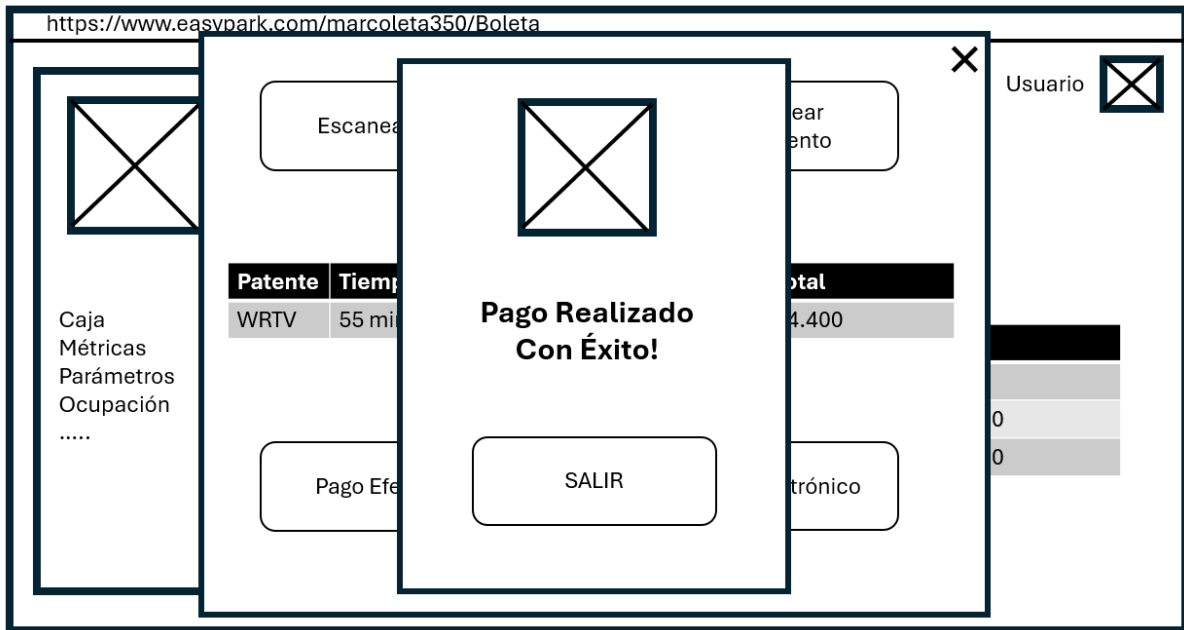 https://www.easypark.com/marcoleta350/Boleta
Usuario
Caja
Métricas
Parámetros
Ocupación
.....
Escanea
ear
ento
Patente Tiemp otal
WRTV 55 mi 4.400
Pago Efe
trónico
0
0
Pago Realizado
Con Éxito!
SALIR